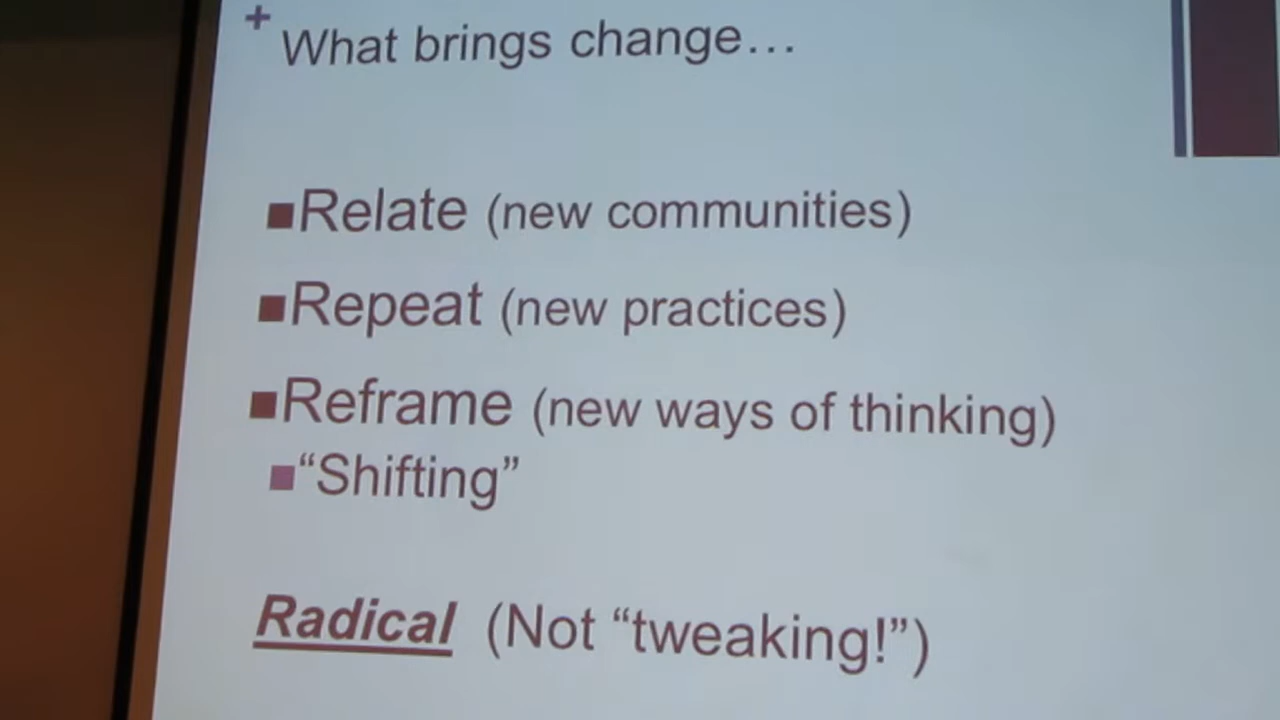 +
What brings change…
■Relate (new communities)
■Repeat (new practices)
■Reframe (new ways of thinking)
■“Shifting”
Radical (Not “tweaking!”)